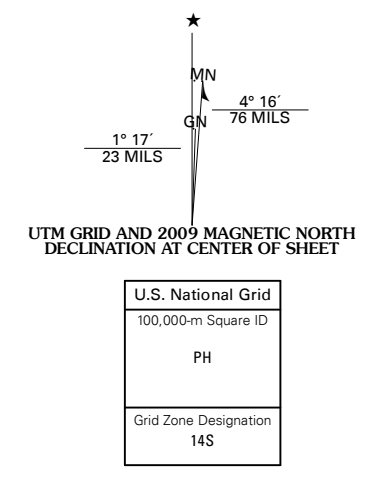 ★
MN
4° 16´
76 MILS
GN
1° 17´
23 MILS
UTM GRID AND 2009 MAGNETIC NORTH
DECLINATION AT CENTER OF SHEET
U.S. National Grid
100,000-m Square ID
PH
Grid Zone Designation
14S